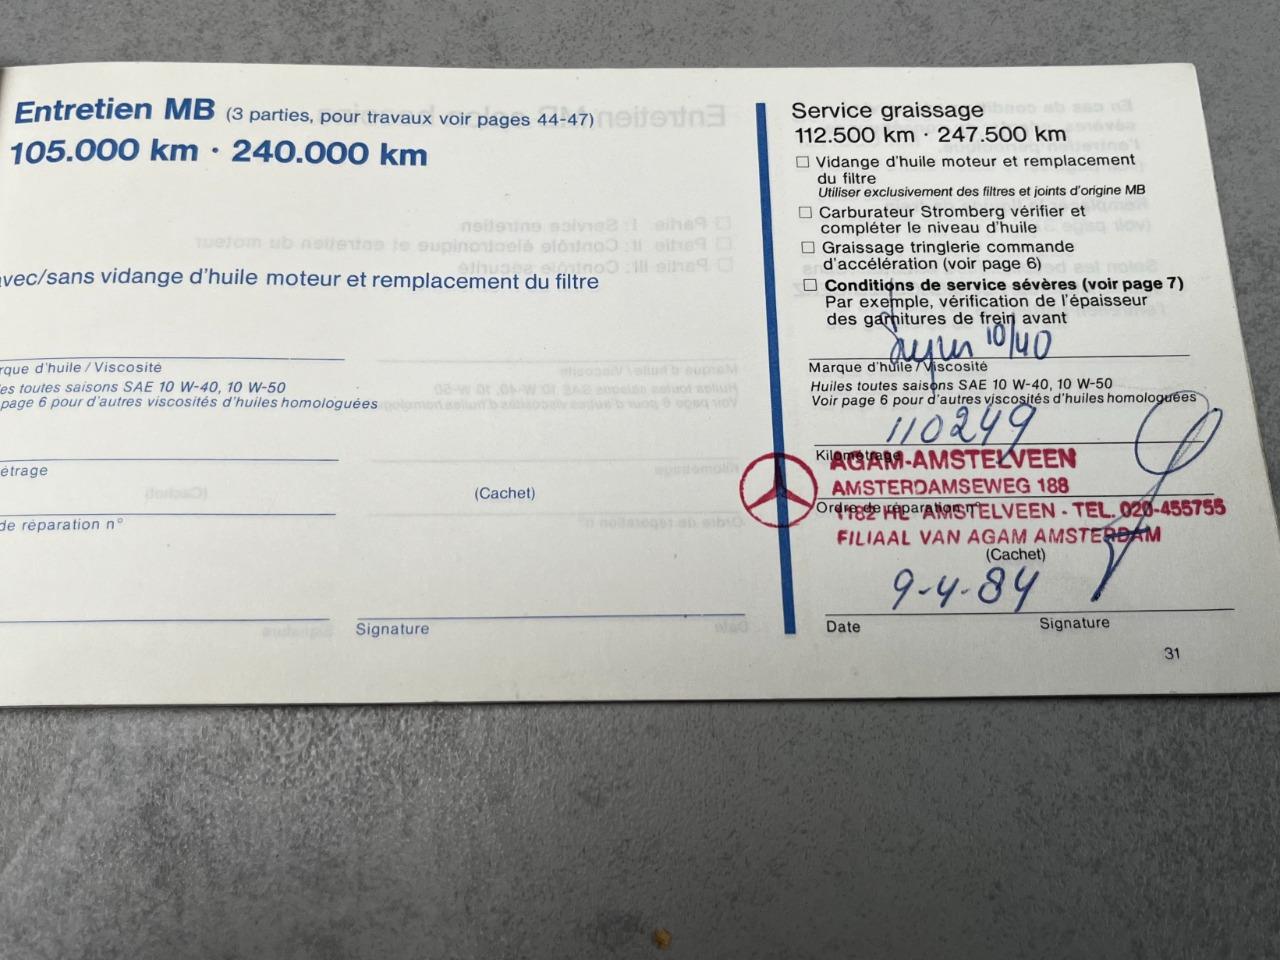 Entretien MB (3 parties, pour travaux voir pages 44-47)
105.000 km · 240.000 km
avec/sans vidange d'huile moteur et remplacement du filtre
rque d'huile / Viscosité
es toutes saisons SAE 10 W-40, 10 W-50
page 6 pour d'autres viscosités d'huiles homologuées
étrage
(Cachet)
de réparation n°
Signature
Service graissage
112.500 km · 247.500 km
☐ Vidange d'huile moteur et remplacement
du filtre
Utiliser exclusivement des filtres et joints d'origine MB
☐ Carburateur Stromberg vérifier et
compléter le niveau d'huile
☐ Graissage tringlerie commande
d'accélération (voir page 6)
☐ Conditions de service sévères (voir page 7)
Par exemple, vérification de l'épaisseur
des garnitures de frein avant
10/40
Marque d'huile / Viscosité
Huiles toutes saisons SAE 10 W-40, 10 W-50
Voir page 6 pour d'autres viscosités d'huiles homologuées
110249
Kilométrage
AGAM-AMSTELVEEN
AMSTERDAMSEWEG 188
Ordre de réparation n°
1182 HL AMSTELVEEN - TEL. 020-455755
FILIAAL VAN AGAM AMSTERDAM
(Cachet)
9-4-84
Date
Signature
31